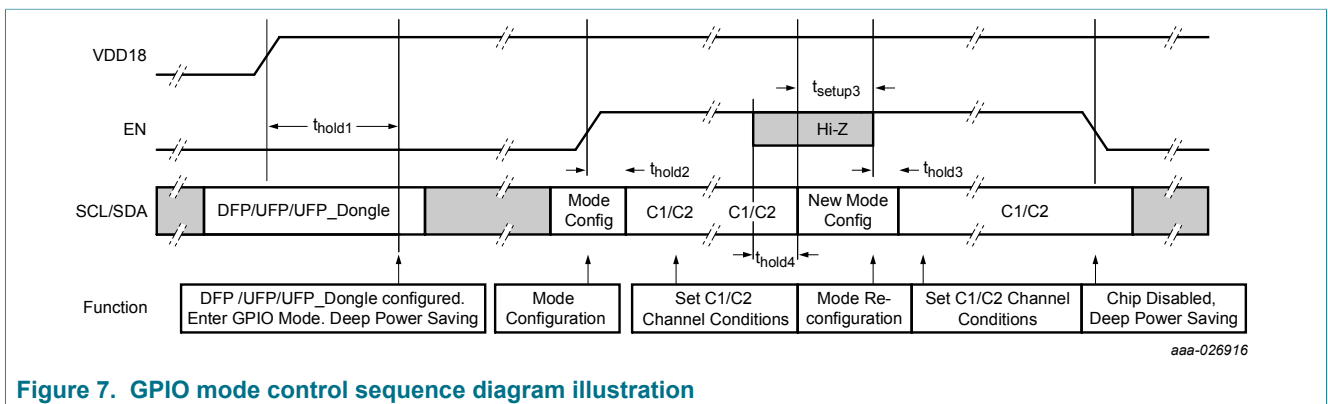 VDD18
tsetup3
EN
thold1
Hi-Z
thold2
thold3
SCL/SDA
DFP/UFP/UFP_Dongle
Mode
Config
C1/C2
C1/C2
New Mode
Config
C1/C2
thold4
Function
DFP /UFP/UFP_Dongle configured.
Enter GPIO Mode. Deep Power Saving
Mode
Configuration
Set C1/C2
Channel Conditions
Mode Re-
configuration
Set C1/C2 Channel
Conditions
Chip Disabled,
Deep Power Saving
aaa-026916
Figure 7. GPIO mode control sequence diagram illustration